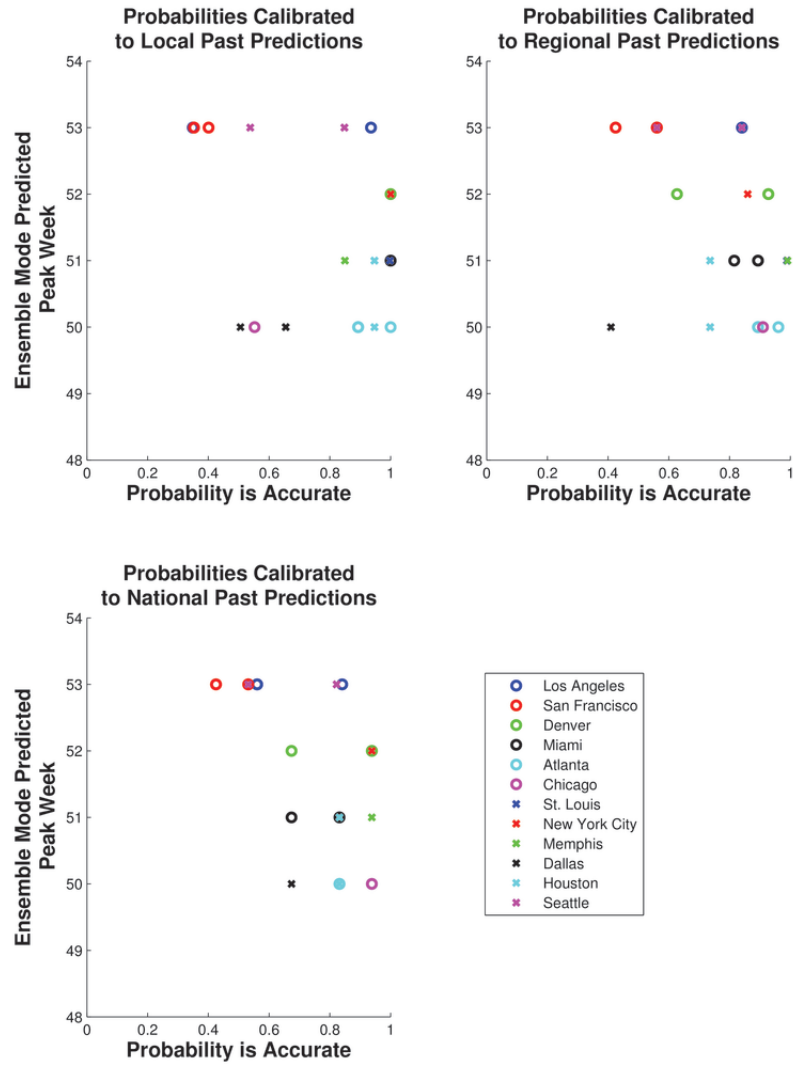 Probabilities Calibrated
to Local Past Predictions
54
53
52
51
50
49
48
0 0.2 0.4 0.6 0.8 1
Ensemble Mode Predicted
Peak Week
Probability is Accurate
Probabilities Calibrated
to Regional Past Predictions
54
53
52
51
50
49
48
0 0.2 0.4 0.6 0.8 1
Probability is Accurate
Probabilities Calibrated
to National Past Predictions
54
53
52
51
50
49
48
0 0.2 0.4 0.6 0.8 1
Ensemble Mode Predicted
Peak Week
Probability is Accurate
Los Angeles
San Francisco
Denver
Miami
Atlanta
Chicago
St. Louis
New York City
Memphis
Dallas
Houston
Seattle